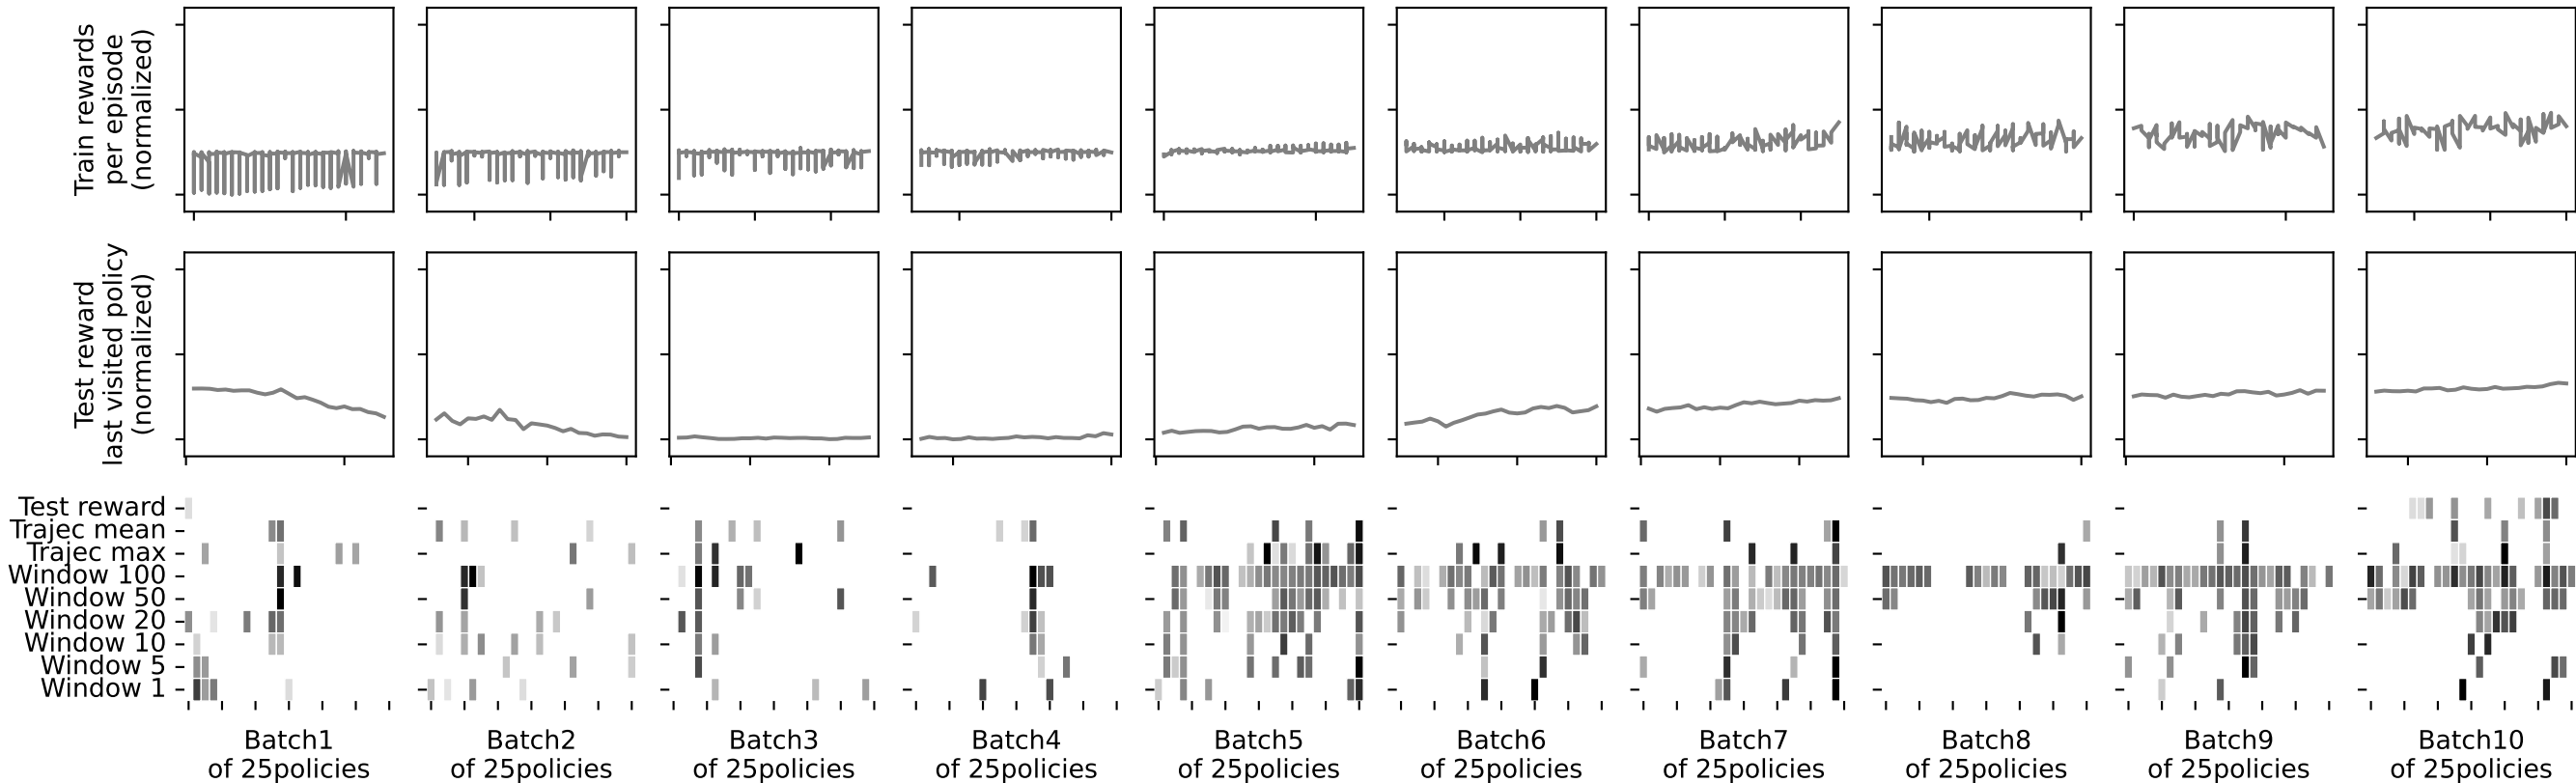 Train rewards
per episode
(normalized)
Test reward
last visited policy
(normalized)
Test reward
Trajec mean
Trajec max
Window 100
Window 50
Window 20
Window 10
Window 5
Window 1
Batch1
of 25policies
Batch2
of 25policies
Batch3
of 25policies
Batch4
of 25policies
Batch5
of 25policies
Batch6
of 25policies
Batch7
of 25policies
Batch8
of 25policies
Batch9
of 25policies
Batch10
of 25policies